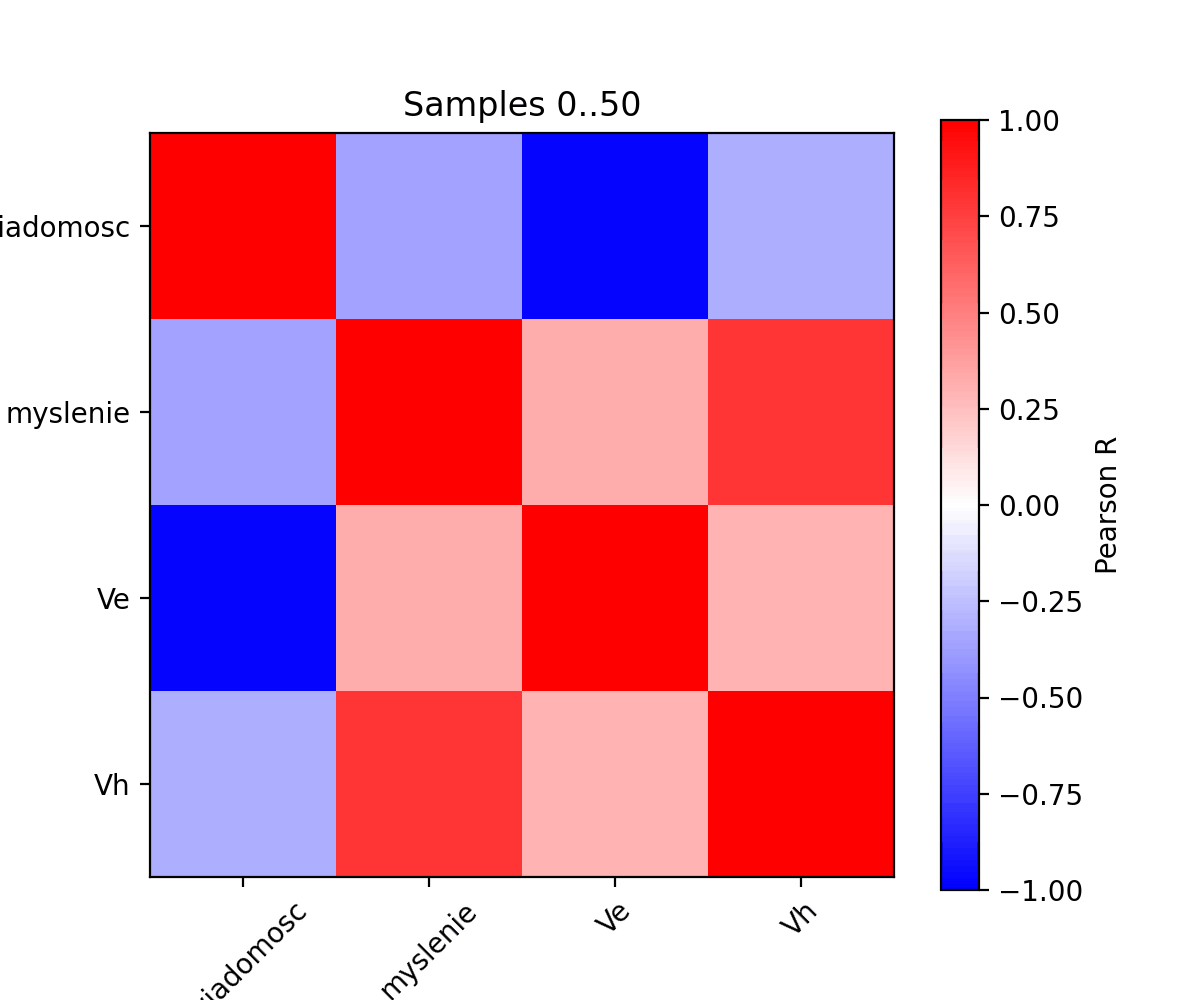 Samples 0..50
iadomosc
myslenie
Ve
Vh
iadomosc
myslenie
Ve
Vh
1.00
0.75
0.50
0.25
0.00
−0.25
−0.50
−0.75
−1.00
Pearson R